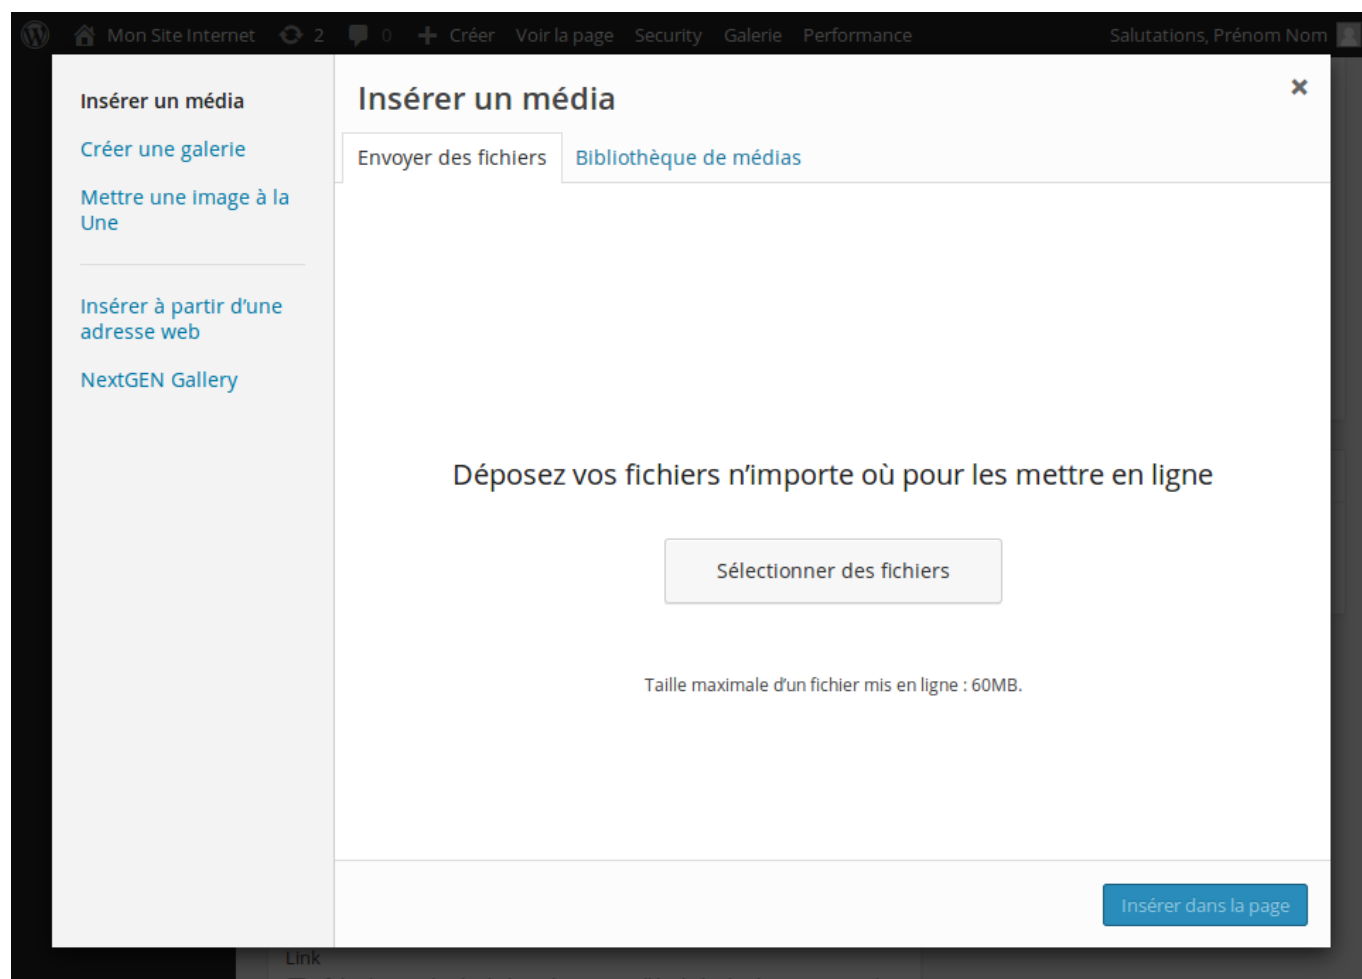 Mon Site Internet 2 0 Créer Voir la page Security Galerie Performance Salutations, Prénom Nom
Insérer un média
Créer une galerie
Mettre une image à la
Une
Insérer à partir d’une
adresse web
NextGEN Gallery
Insérer un média
Envoyer des fichiers Bibliothèque de médias
Déposez vos fichiers n’importe où pour les mettre en ligne
Sélectionner des fichiers
Taille maximale d’un fichier mis en ligne : 60MB.
Insérer dans la page
Link